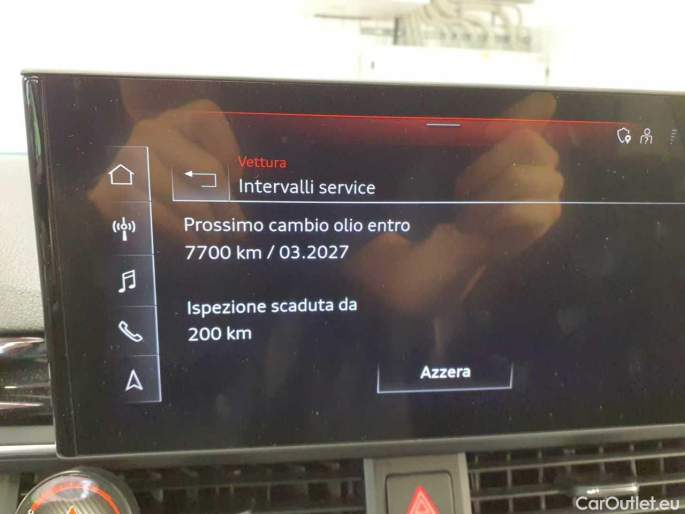 Vettura
Intervalli service
Prossimo cambio olio entro
7700 km / 03.2027
Ispezione scaduta da
200 km
Azzera
CarOutlet.eu